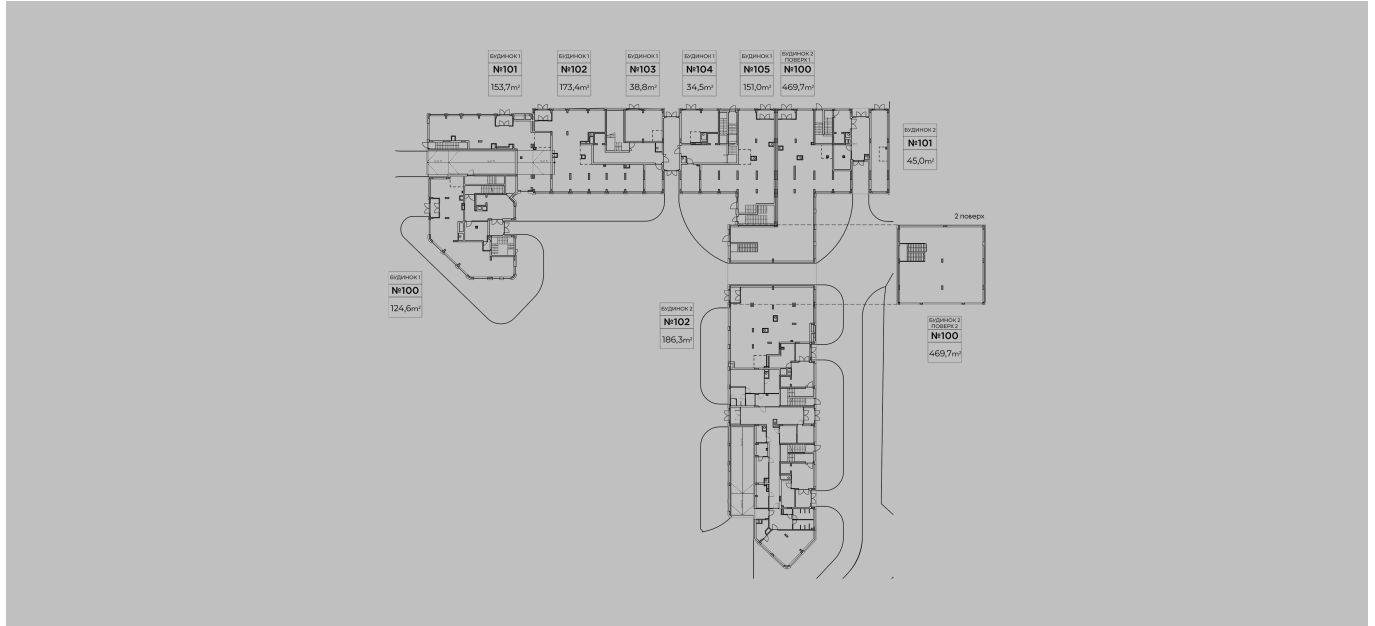 БУДИНОК 1
№101
153,7m²
БУДИНОК 1
№102
173,4m²
БУДИНОК 1
№103
38,8m²
БУДИНОК 1
№104
34,5m²
БУДИНОК 1
№105
151,0m²
БУДИНОК 2
ПОВЕРХ 1
№100
469,7m²
БУДИНОК 2
№101
45,0m²
2 поверх
БУДИНОК 1
№100
124,6m²
БУДИНОК 2
№102
186,3m²
БУДИНОК 2
ПОВЕРХ 2
№100
469,7m²